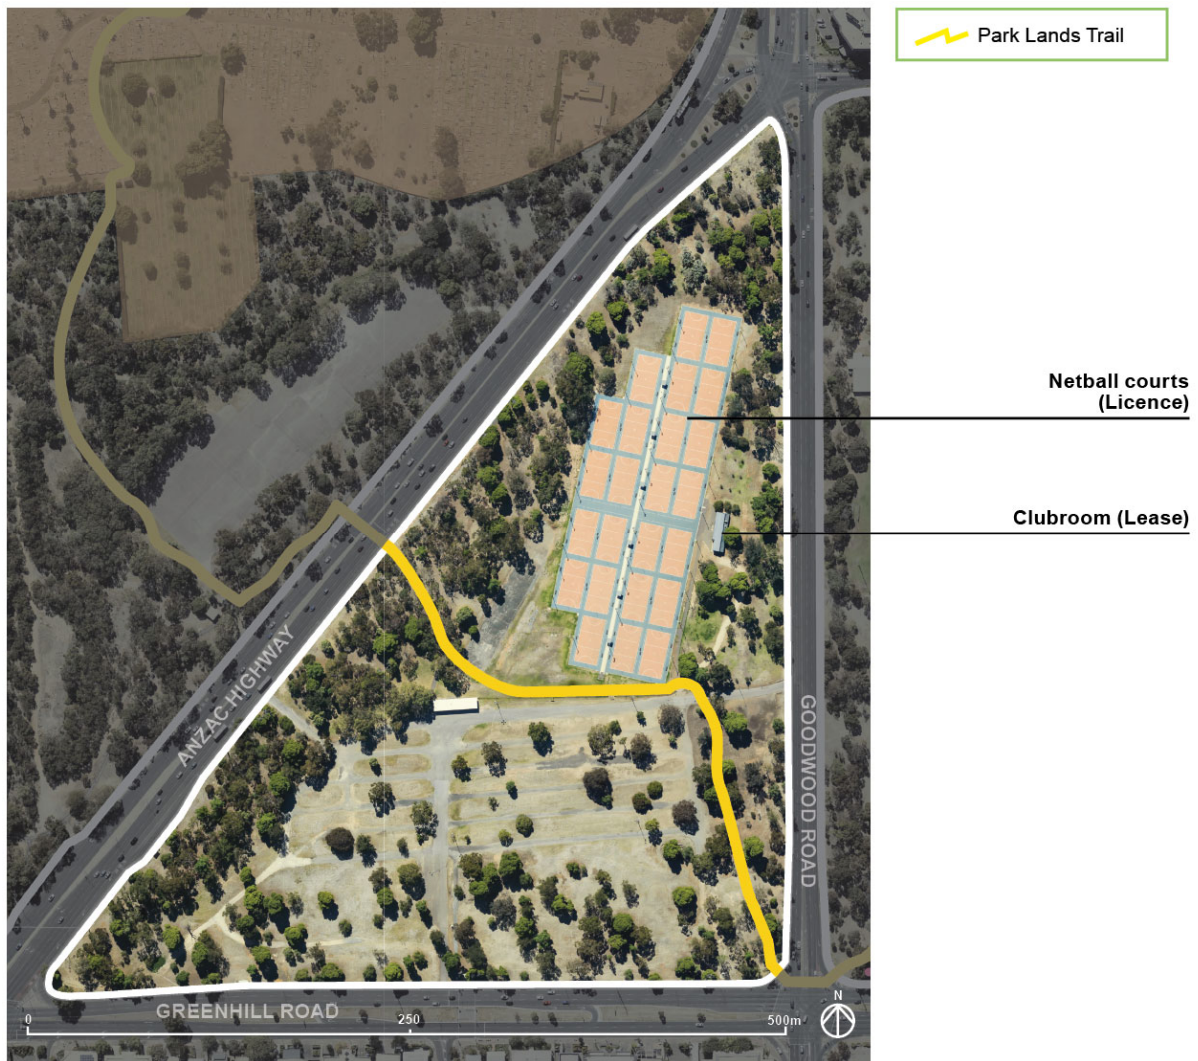 Park Lands Trail
Netball courts
(Licence)
Clubroom (Lease)
ANZAC HIGHWAY
GOODWOOD ROAD
GREENHILL ROAD
N
0 250 500m